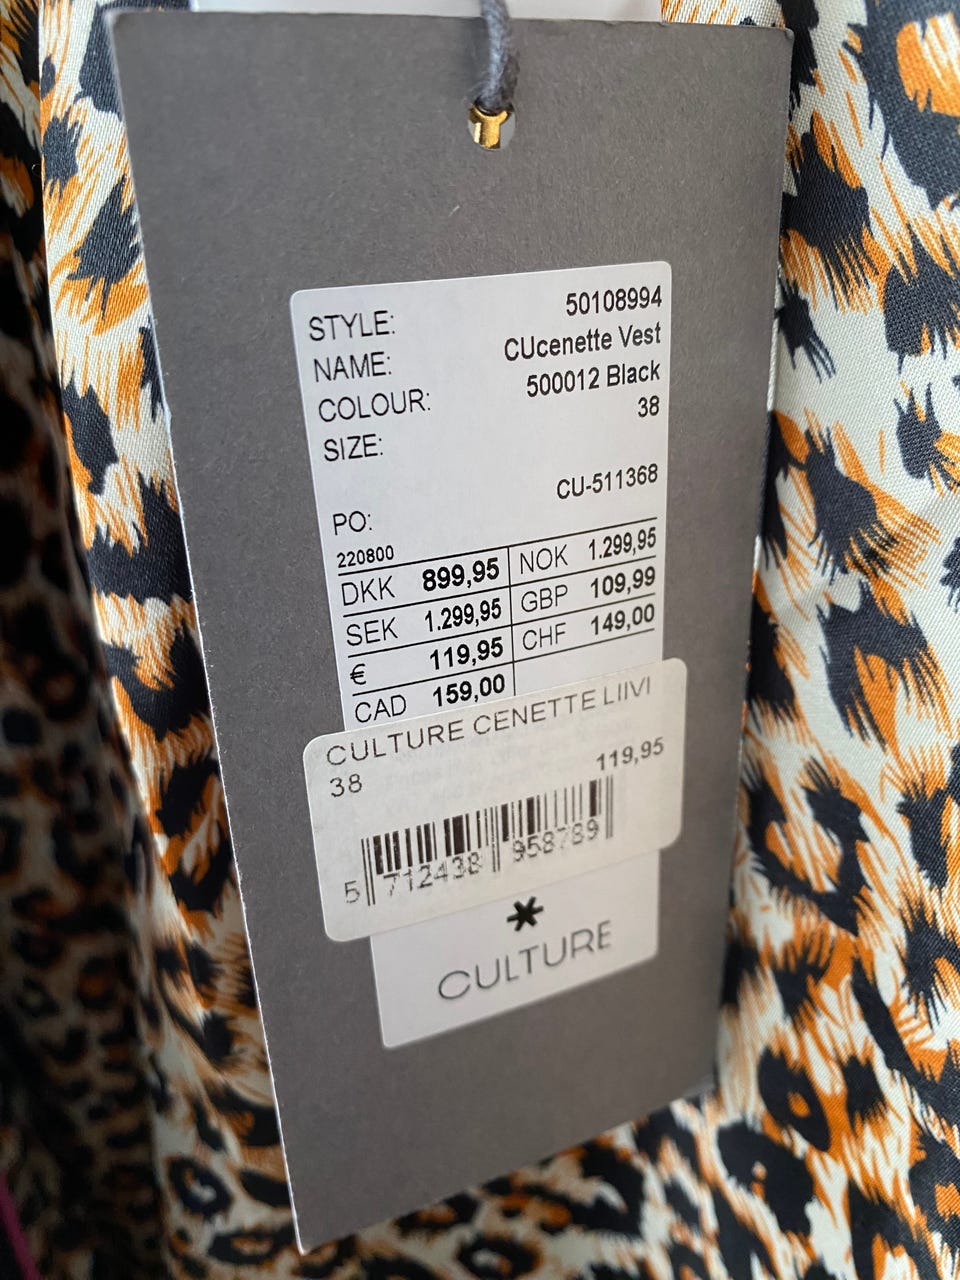 STYLE: 50108994
NAME: CUcenette Vest
COLOUR: 500012 Black
SIZE: 38
PO: CU-511368
220800
DKK 899,95 NOK 1.299,95
SEK 1.299,95 GBP 109,99
€ 119,95 CHF 149,00
CAD 159,00
CULTURE CENETTE LIIVI
38 119,95
5 712438 958789
CULTURE